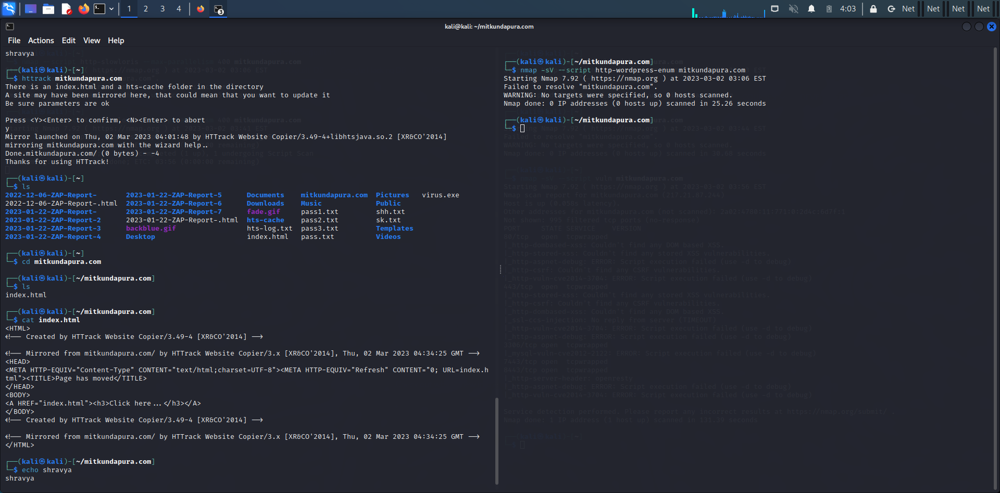 1 2 3 4 3 4:03 Net Net Net Net
kali@kali: ~/mitkundapura.com
File Actions Edit View Help
shravya
┌──(kali㉿kali)-[~]
└─$ httrack mitkundapura.com
There is an index.html and a hts-cache folder in the directory
A site may have been mirrored here, that could mean that you want to update it
Be sure parameters are ok
Press <Y><Enter> to confirm, <N><Enter> to abort
y
Mirror launched on Thu, 02 Mar 2023 04:01:48 by HTTrack Website Copier/3.49-4+libhtsjava.so.2 [XR&CO'2014]
mirroring mitkundapura.com with the wizard help..
Done.mitkundapura.com/ (0 bytes) - -4
Thanks for using HTTrack!
┌──(kali㉿kali)-[~]
└─$ ls
2022-12-06-ZAP-Report- 2023-01-22-ZAP-Report-5 Documents mitkundapura.com Pictures virus.exe
2022-12-06-ZAP-Report-.html 2023-01-22-ZAP-Report-6 Downloads Music Public
2023-01-22-ZAP-Report- 2023-01-22-ZAP-Report-7 fade.gif pass1.txt shh.txt
2023-01-22-ZAP-Report-2 2023-01-22-ZAP-Report-.html hts-cache pass2.txt sk.txt
2023-01-22-ZAP-Report-3 backblue.gif hts-log.txt pass3.txt Templates
2023-01-22-ZAP-Report-4 Desktop index.html pass.txt Videos
┌──(kali㉿kali)-[~]
└─$ cd mitkundapura.com
┌──(kali㉿kali)-[~/mitkundapura.com]
└─$ ls
index.html
┌──(kali㉿kali)-[~/mitkundapura.com]
└─$ cat index.html
<HTML>
<!-- Created by HTTrack Website Copier/3.49-4 [XR&CO'2014] -->
<!-- Mirrored from mitkundapura.com/ by HTTrack Website Copier/3.x [XR&CO'2014], Thu, 02 Mar 2023 04:34:25 GMT -->
<HEAD>
<META HTTP-EQUIV="Content-Type" CONTENT="text/html;charset=UTF-8"><META HTTP-EQUIV="Refresh" CONTENT="0; URL=index.h
tml"><TITLE>Page has moved</TITLE>
</HEAD>
<BODY>
<A HREF="index.html"><h3>Click here...</h3></A>
</BODY>
<!-- Created by HTTrack Website Copier/3.49-4 [XR&CO'2014] -->
<!-- Mirrored from mitkundapura.com/ by HTTrack Website Copier/3.x [XR&CO'2014], Thu, 02 Mar 2023 04:34:25 GMT -->
</HTML>
┌──(kali㉿kali)-[~/mitkundapura.com]
└─$ echo shravya
shravya
┌──(kali㉿kali)-[~/mitkundapura.com]
└─$ nmap -sV --script http-wordpress-enum mitkundapura.com
Starting Nmap 7.92 ( https://nmap.org ) at 2023-03-02 03:06 EST
Failed to resolve "mitkundapura.com".
WARNING: No targets were specified, so 0 hosts scanned.
Nmap done: 0 IP addresses (0 hosts up) scanned in 25.26 seconds
┌──(kali㉿kali)-[~/mitkundapura.com]
└─$